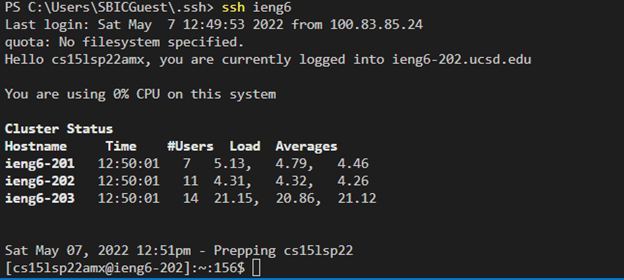 PS C:\Users\SBICGuest\.ssh> ssh ieng6
Last login: Sat May  7 12:49:53 2022 from 100.83.85.24
quota: No filesystem specified.
Hello cs15lsp22amx, you are currently logged into ieng6-202.ucsd.edu
You are using 0% CPU on this system
Cluster Status
Hostname     Time    #Users  Load  Averages
ieng6-201   12:50:01   7   5.13,   4.79,   4.46
ieng6-202   12:50:01   11  4.31,   4.32,   4.26
ieng6-203   12:50:01   14  21.15,  20.86,  21.12
Sat May 07, 2022 12:51pm - Prepping cs15lsp22
[cs15lsp22amx@ieng6-202]:~:156$